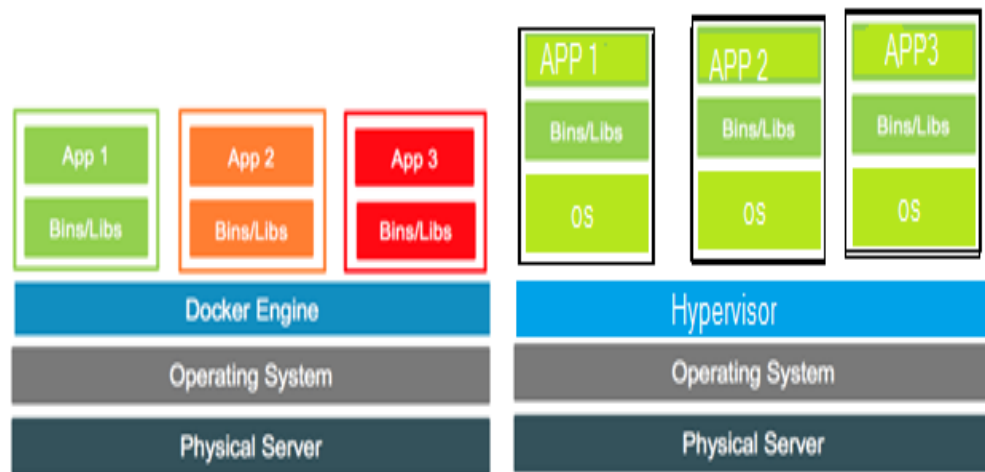 App 1
Bins/Libs
App 2
Bins/Libs
App 3
Bins/Libs
Docker Engine
Operating System
Physical Server
APP 1
Bins/Libs
OS
APP 2
Bins/Libs
OS
APP3
Bins/Libs
OS
Hypervisor
Operating System
Physical Server